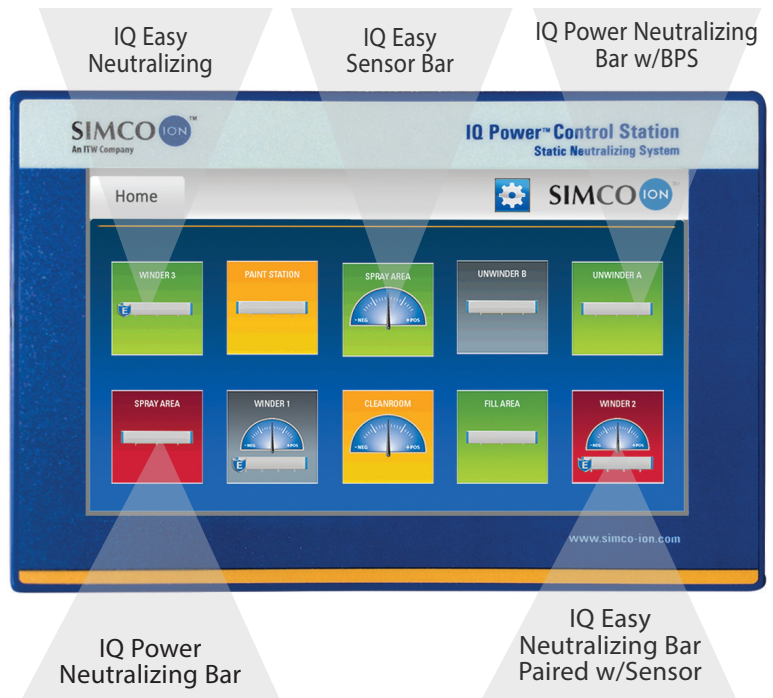 IQ Easy
Neutralizing
IQ Easy
Sensor Bar
IQ Power Neutralizing
Bar w/BPS
SIMCO ION™
An ITW Company
IQ Power™ Control Station
Static Neutralizing System
Home
SIMCO ION
WINDER 3
PAINT STATION
SPRAY AREA
UNWINDER B
UNWINDER A
E
-NEG +POS
SPRAY AREA
WINDER 1
CLEANROOM
FILL AREA
WINDER 2
-NEG +POS
-NEG +POS
-NEG +POS
E
E
www.simco-ion.com
IQ Power
Neutralizing Bar
IQ Easy
Neutralizing Bar
Paired w/Sensor